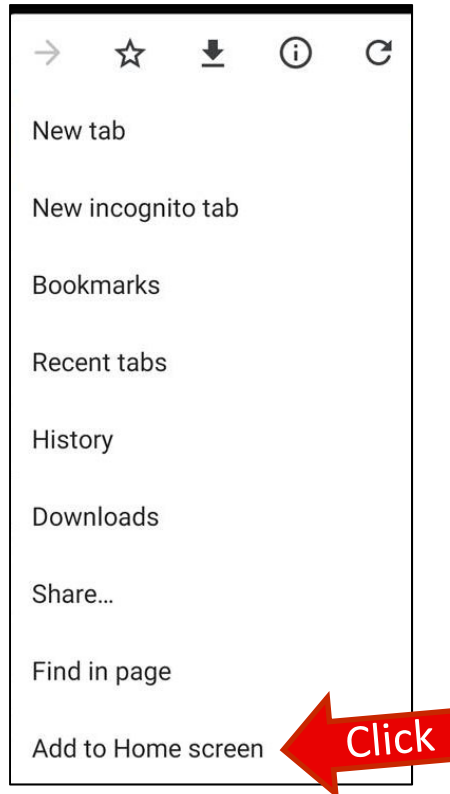 New tab
New incognito tab
Bookmarks
Recent tabs
History
Downloads
Share...
Find in page
Add to Home screen
Click